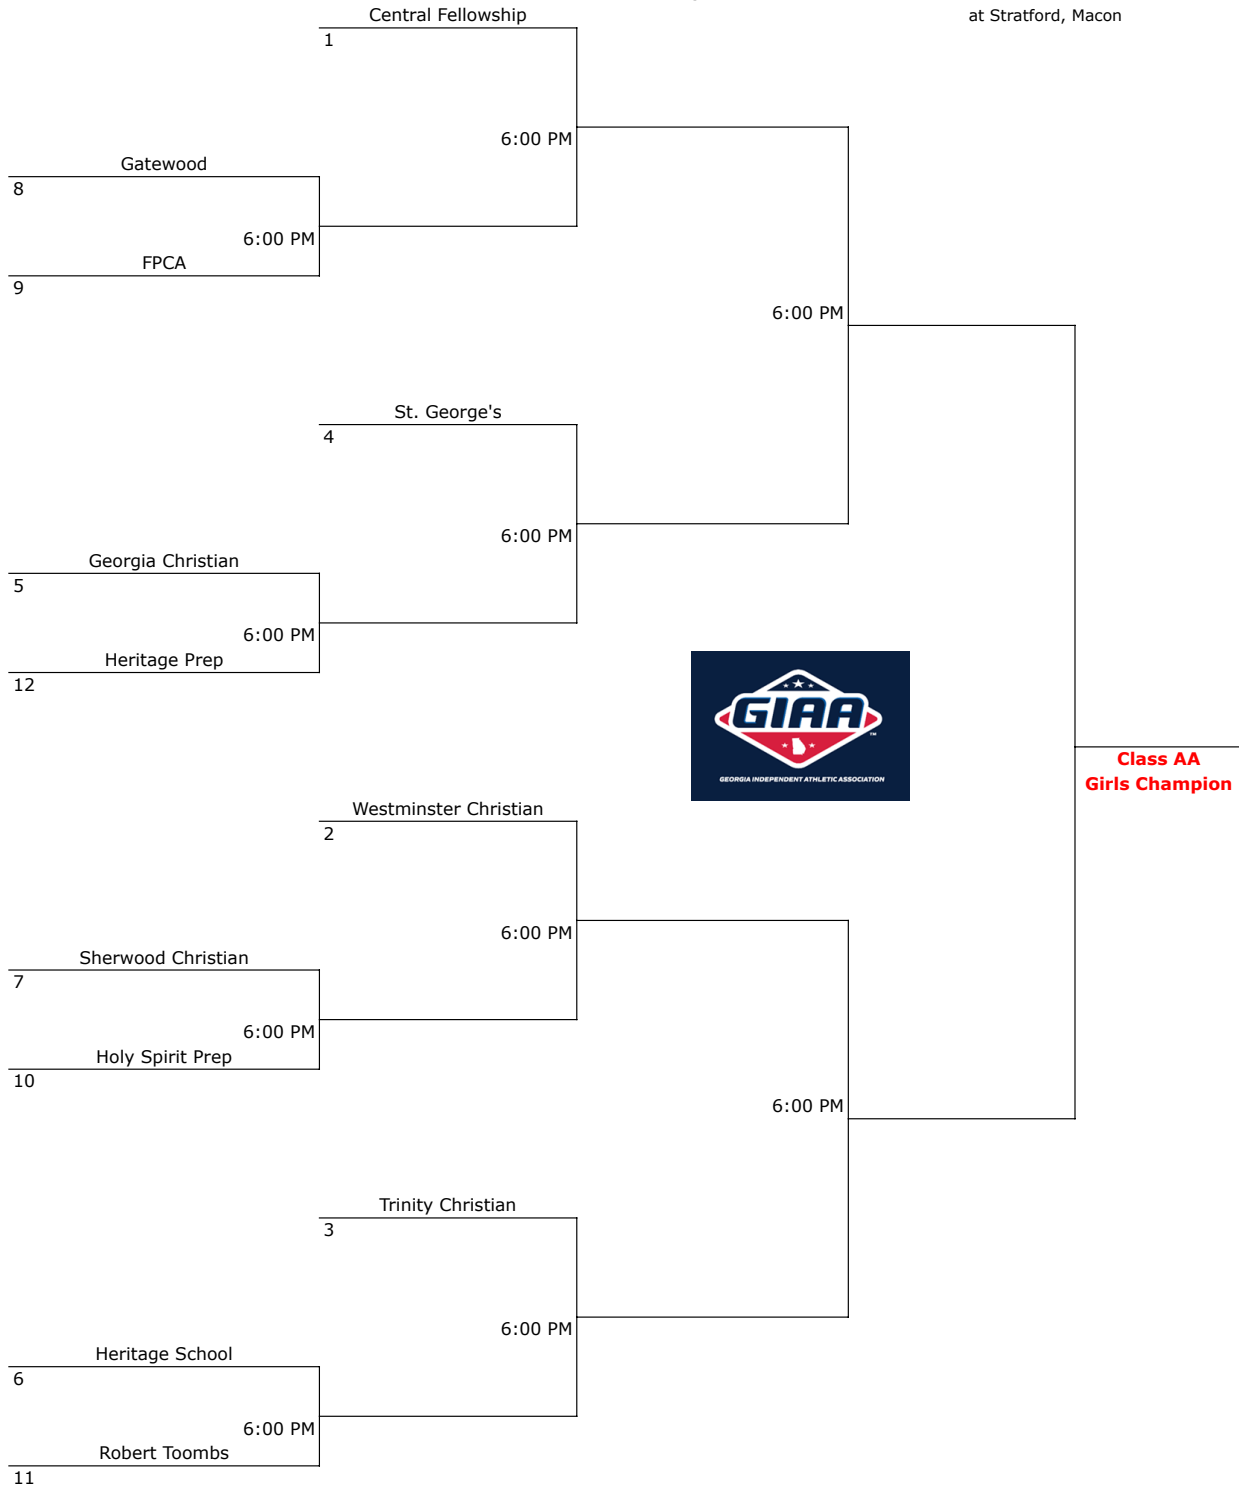 Central Fellowship
at Stratford, Macon
1
6:00 PM
Gatewood
8
6:00 PM
FPCA
9
6:00 PM
St. George's
4
6:00 PM
Georgia Christian
5
6:00 PM
Heritage Prep
12
GIAA
TM
GEORGIA INDEPENDENT ATHLETIC ASSOCIATION
Class AA
Girls Champion
Westminster Christian
2
6:00 PM
Sherwood Christian
7
6:00 PM
Holy Spirit Prep
10
6:00 PM
Trinity Christian
3
6:00 PM
Heritage School
6
6:00 PM
Robert Toombs
11